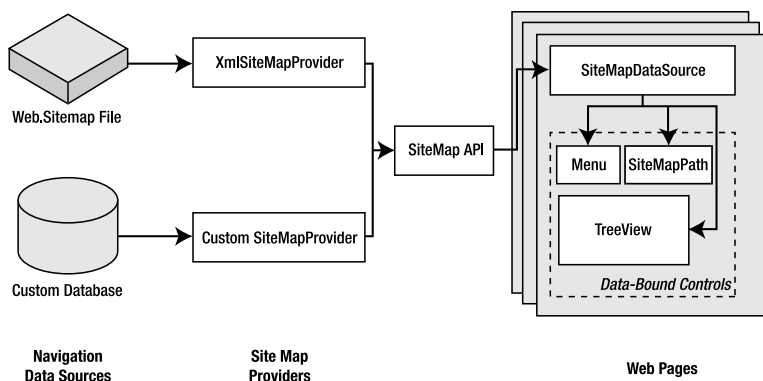 Web.Sitemap File
XmlSiteMapProvider
SiteMap API
SiteMapDataSource
Menu
SiteMapPath
TreeView
Data-Bound Controls
Custom SiteMapProvider
Custom Database
Navigation
Data Sources
Site Map
Providers
Web Pages